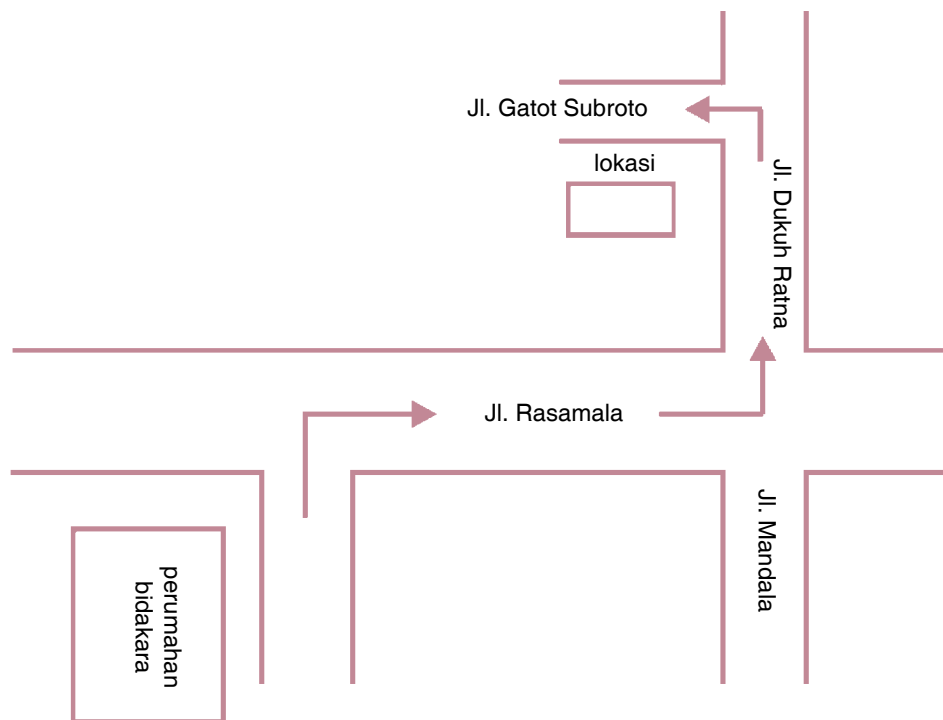 Jl. Gatot Subroto
lokasi
Jl. Dukuh Ratna
Jl. Rasamala
Jl. Mandala
perumahan
bidakara